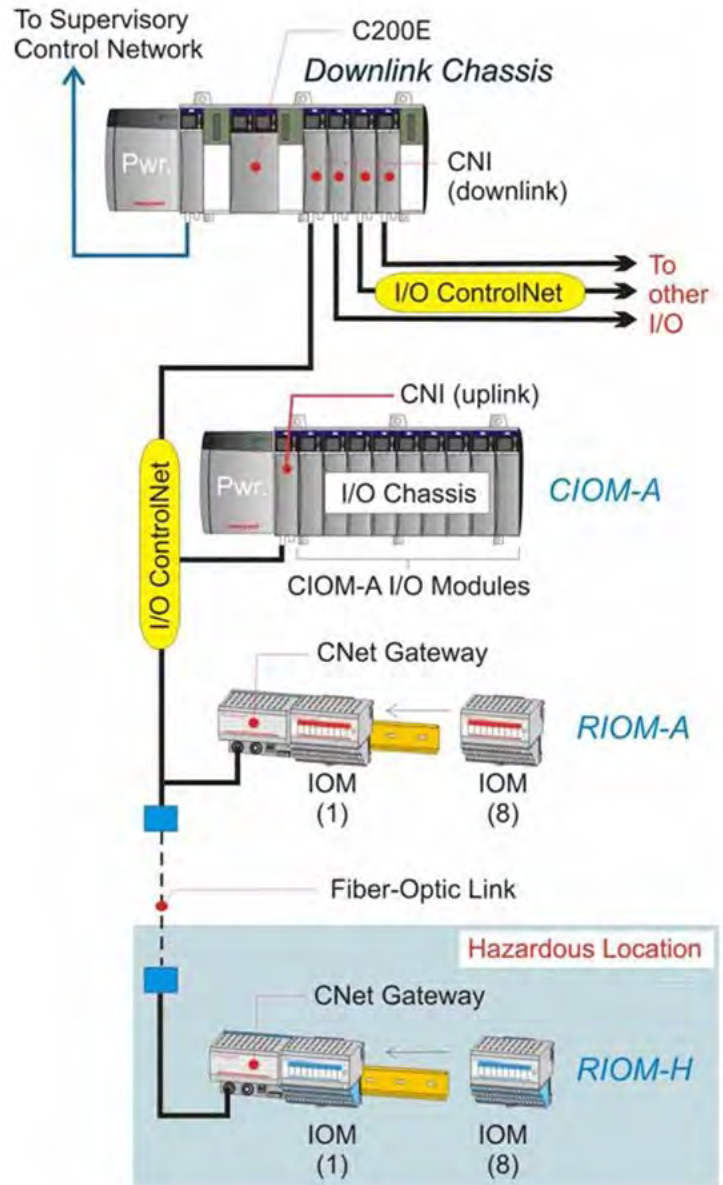 To Supervisory
Control Network
C200E
Downlink Chassis
Pwr.
CNI
(downlink)
I/O ControlNet
To
other
I/O
CNI (uplink)
I/O ControlNet
Pwr.
I/O Chassis
CIOM-A
CIOM-A I/O Modules
CNet Gateway
RIOM-A
IOM
(1)
IOM
(8)
Fiber-Optic Link
Hazardous Location
CNet Gateway
RIOM-H
IOM
(1)
IOM
(8)